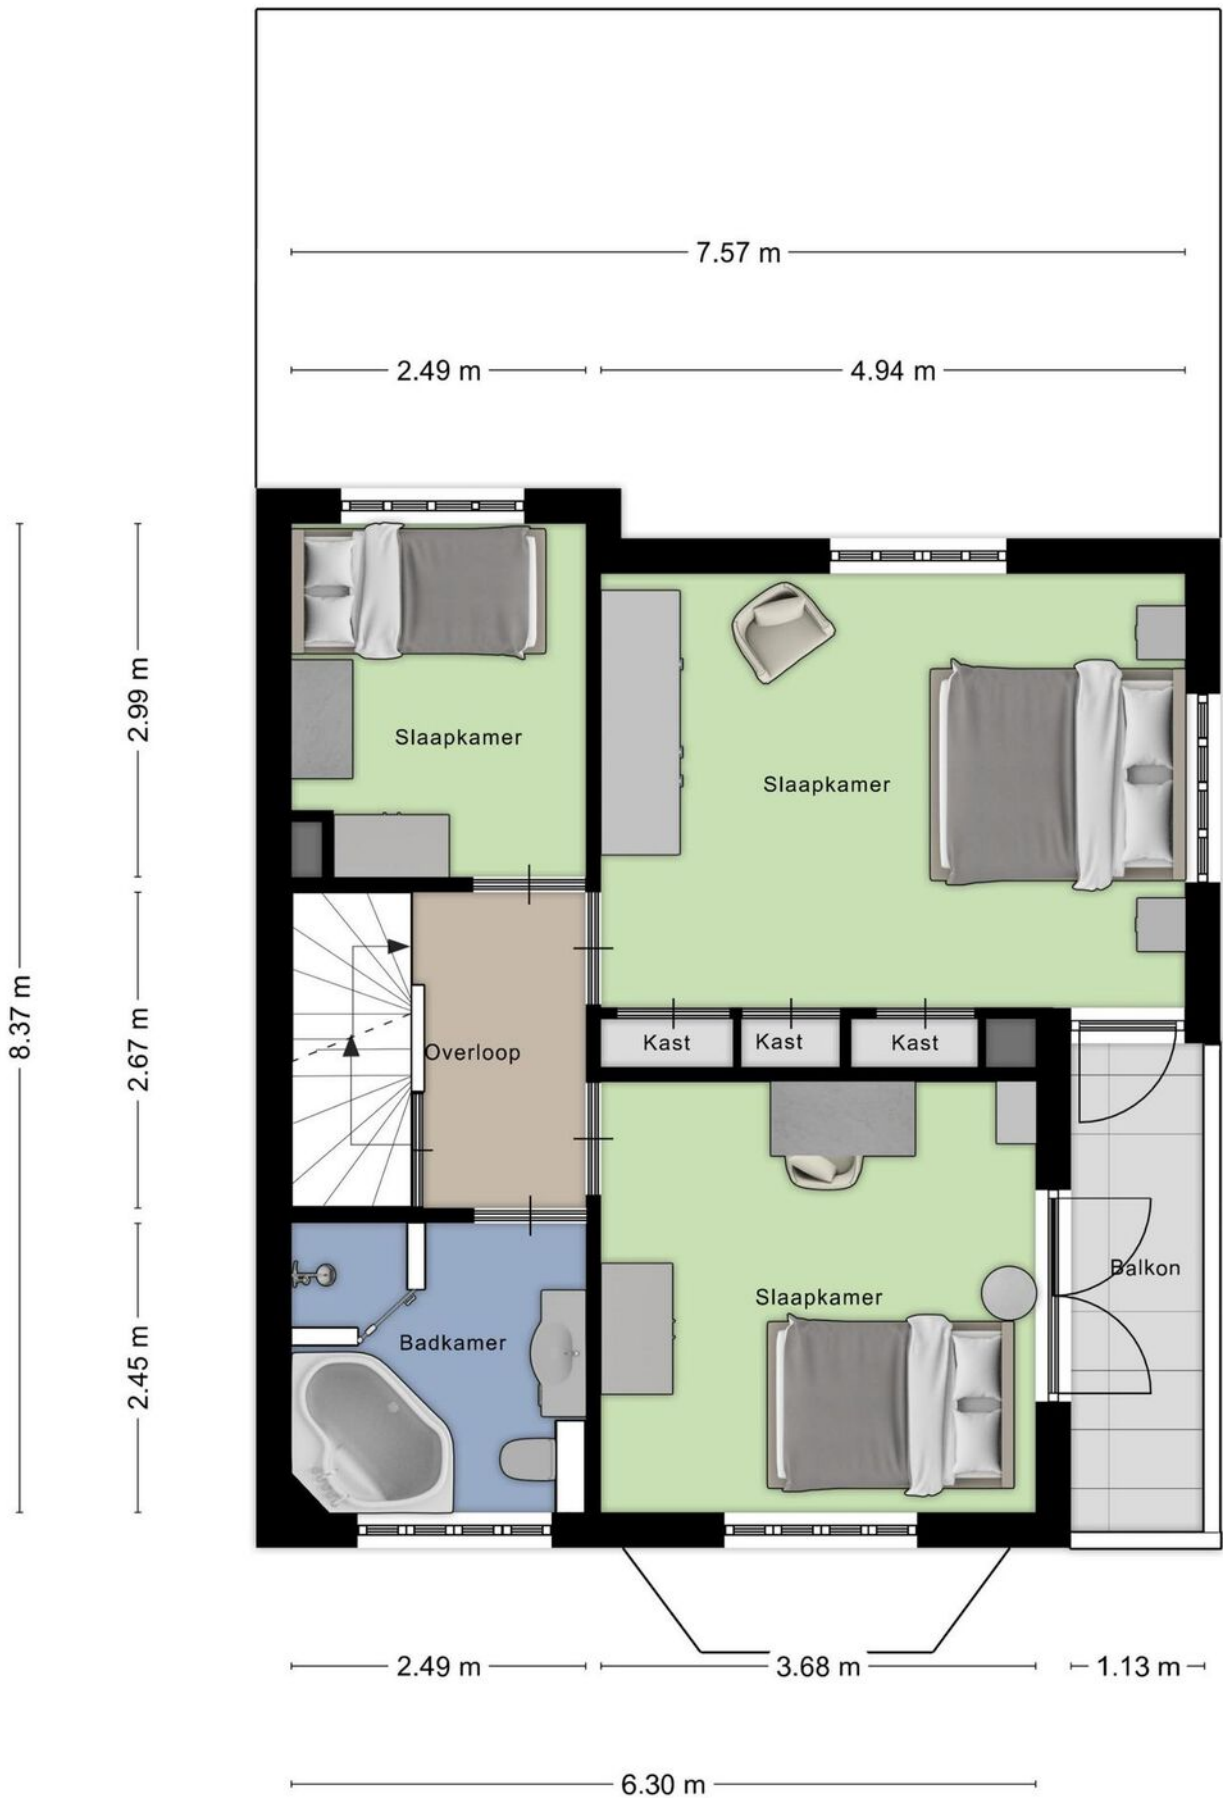 7.57 m
2.49 m
4.94 m
2.99 m
Slaapkamer
Slaapkamer
8.37 m
2.67 m
Overloop
Kast
Kast
Kast
2.45 m
Badkamer
Slaapkamer
Balkon
2.49 m
3.68 m
1.13 m
6.30 m